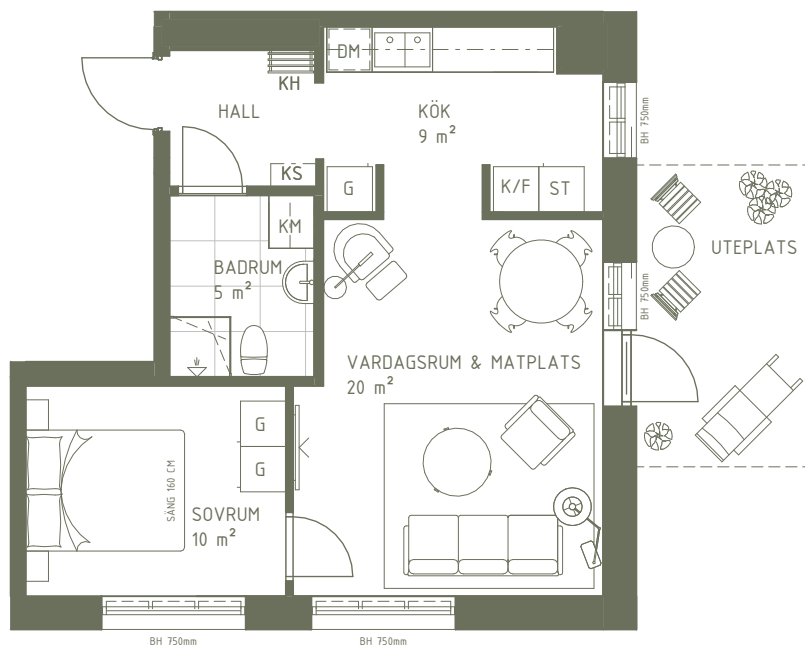 DM
KH
HALL
KÖK
9 m²
BH 750mm
KS
G
K/F
ST
KM
UTEPLATS
BADRUM
5 m²
BH 750mm
VARDAGSRUM & MATPLATS
20 m²
G
G
SÄNG 160 CM
SOVRUM
10 m²
BH 750mm
BH 750mm